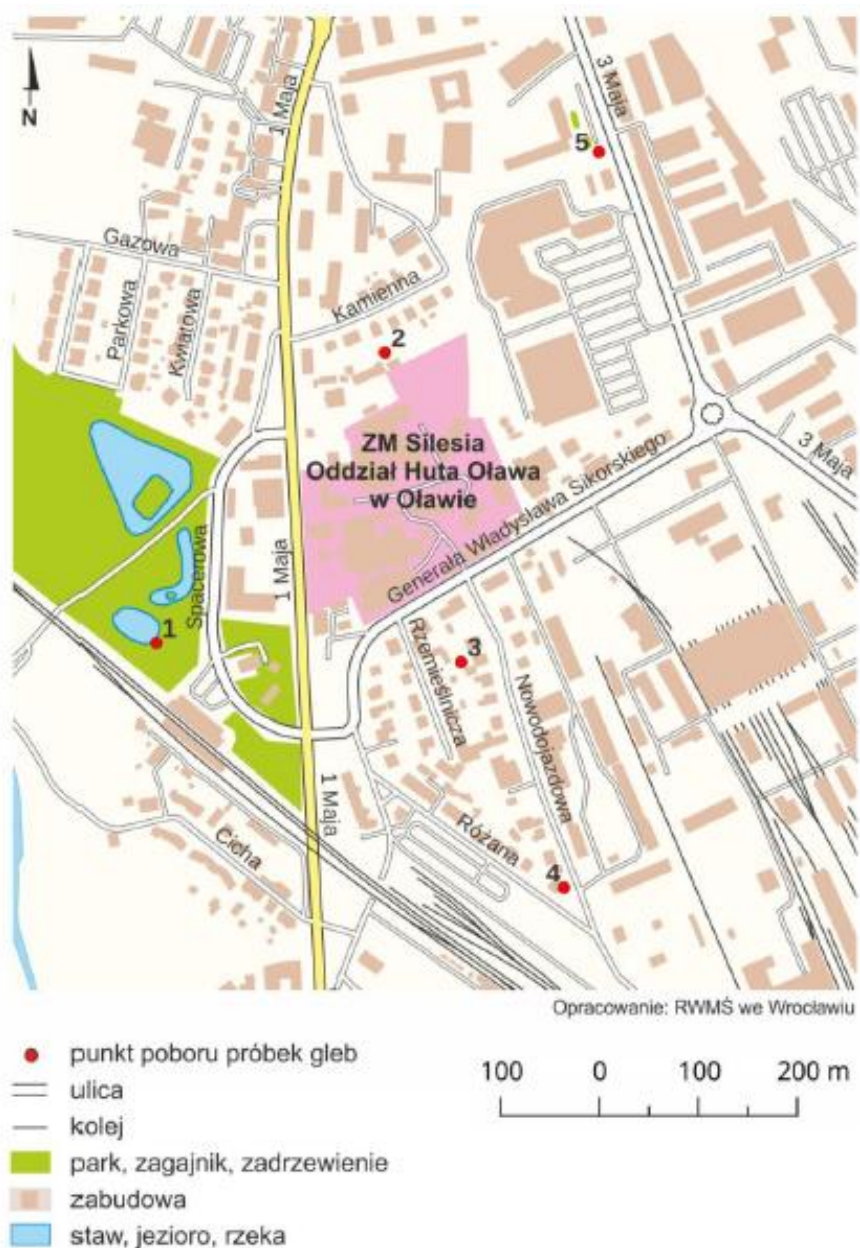 N
1 Maja
3 Maja
5
Gazowa
Parkowa
Kwiatowa
Kamienna
2
ZM Silesia
Oddział Huta Oława
w Oławie
3 Maja
Generała Władysława Sikorskiego
1 Maja
Spacerowa
1
3
Rzemieślnicza
Nowodojazdowa
1 Maja
Różana
Cicha
4
Opracowanie: RWMŚ we Wrocławiu
punkt poboru próbek gleb
ulica
kolej
park, zagajnik, zadrzewienie
zabudowa
staw, jezioro, rzeka
100 0 100 200 m